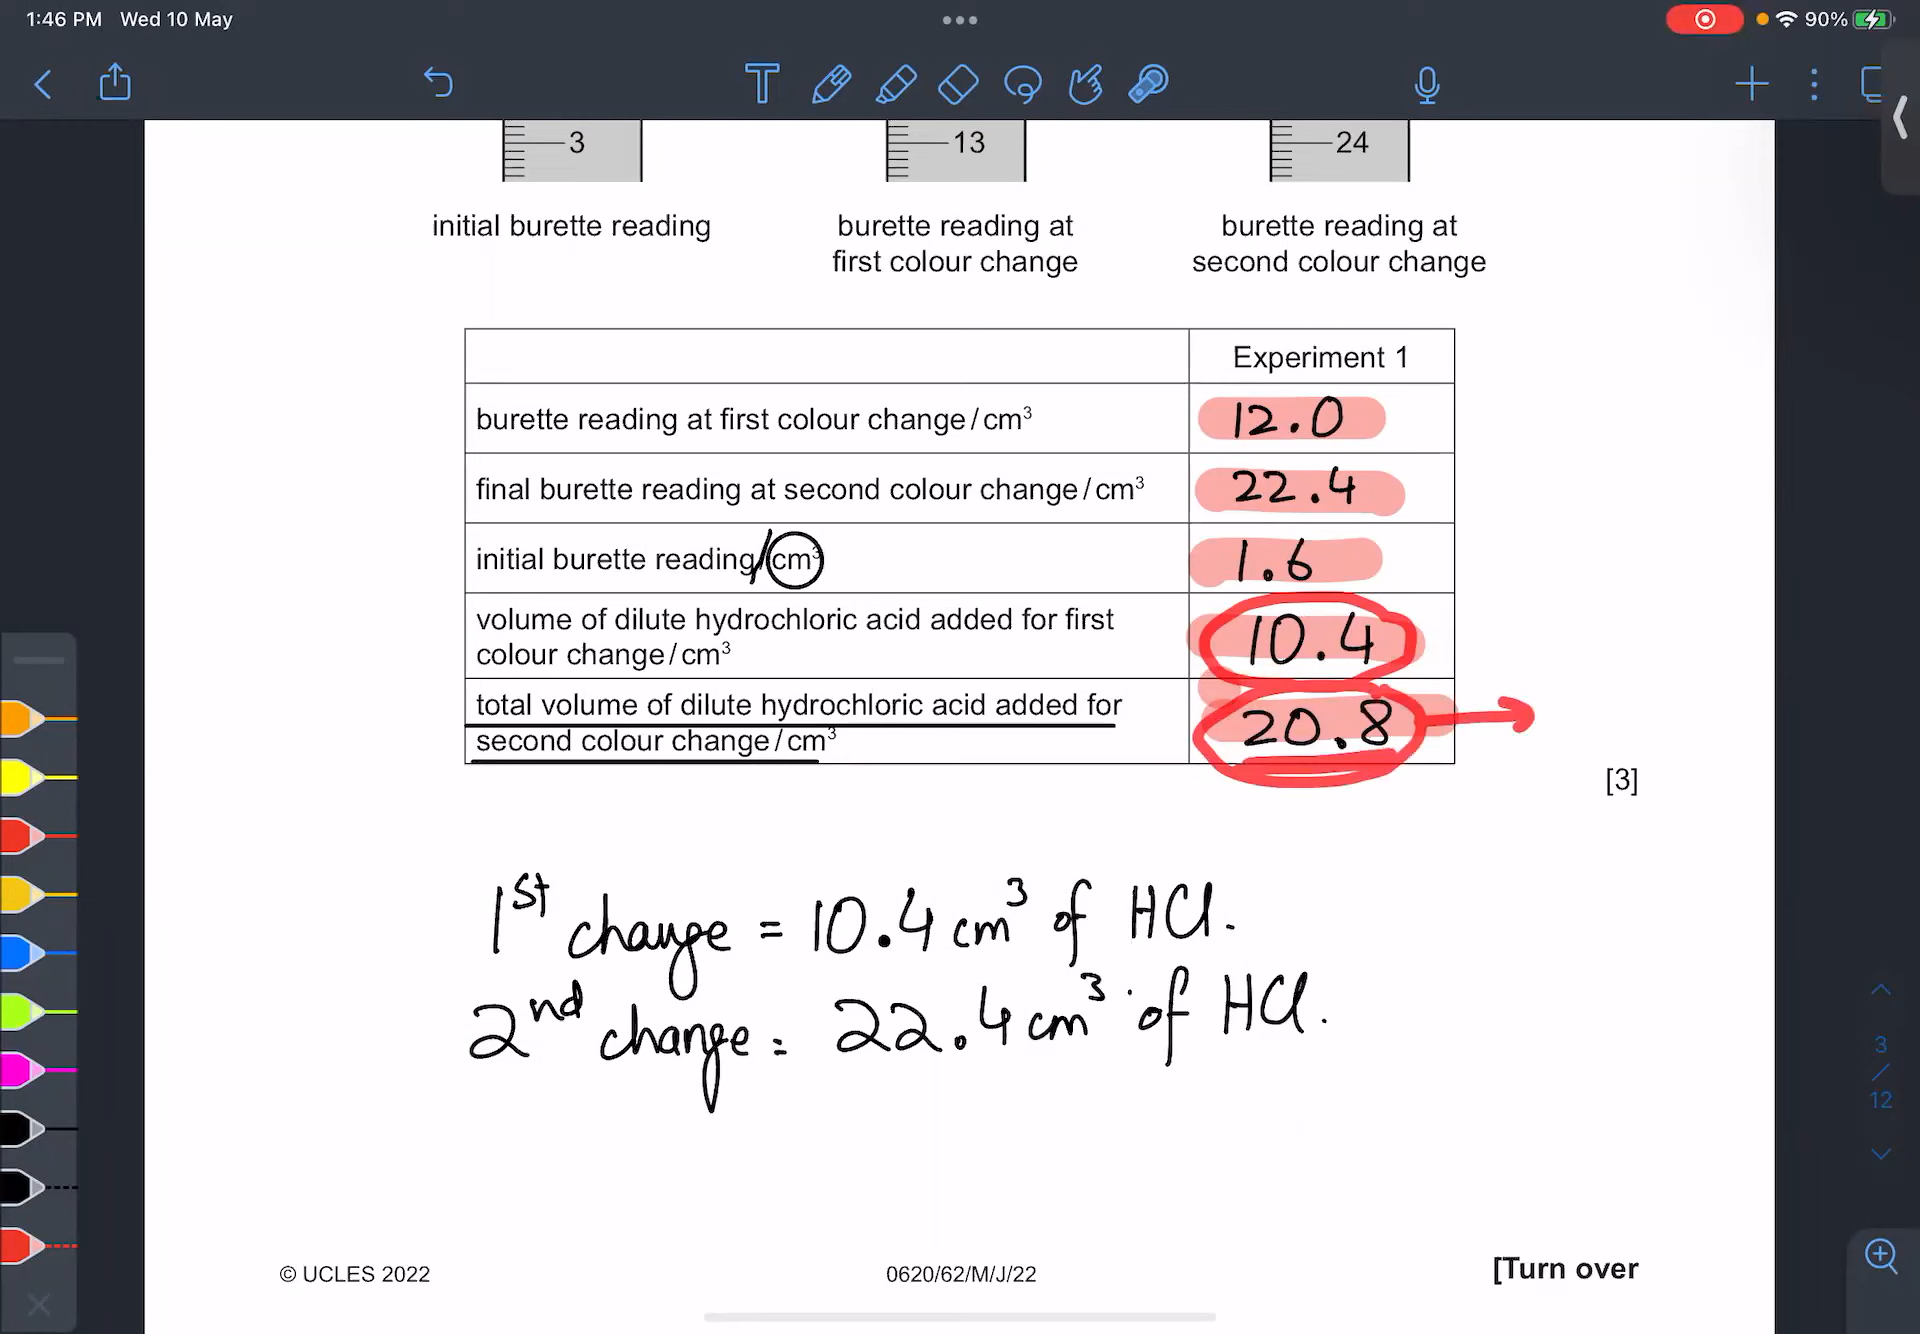 1:46 PM Wed 10 May
90%
3
13
24
initial burette reading
burette reading at
first colour change
burette reading at
second colour change
Experiment 1
burette reading at first colour change/cm³
12.0
final burette reading at second colour change/cm³
22.4
initial burette reading/cm³
1.6
volume of dilute hydrochloric acid added for first
colour change/cm³
10.4
total volume of dilute hydrochloric acid added for
second colour change/cm³
20.8
[3]
1st change = 10.4 cm³ of HCl.
2nd change = 22.4 cm³ of HCl.
3
/
12
© UCLES 2022
0620/62/M/J/22
[Turn over